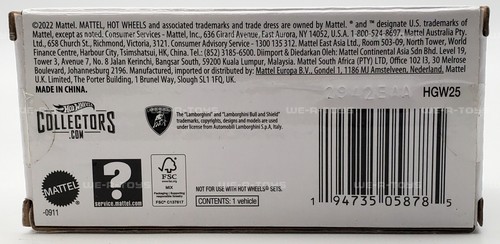 ©2022 Mattel. MATTEL, HOT WHEELS and associated trademarks and trade dress are owned by Mattel. ® and ™ designate U.S. trademarks of
Mattel, except as noted. Consumer Services - Mattel, Inc., 636 Girard Avenue, East Aurora, NY 14052, U.S.A. 1-800-524-8697. Mattel Australia Pty.
Ltd., 658 Church St., Richmond, Victoria, 3121. Consumer Advisory Service - 1300 135 312. Mattel East Asia Ltd., Room 503-09, North Tower, World
Finance Centre, Harbour City, Tsimshatsui, HK, China. Tel.: (852) 3185-6500. Diimport & Diedarkan Oleh: Mattel Continental Asia Sdn Bhd. Level 19,
Tower 3, Avenue 7, No. 8 Jalan Kerinchi, Bangsar South, 59200 Kuala Lumpur, Malaysia. Mattel South Africa (PTY) LTD, Office 102 I3, 30 Melrose
Boulevard, Johannesburg 2196. Manufactured, imported or distributed by: Mattel Europa B.V., Gondel 1, 1186 MJ Amstelveen, Nederland. Mattel
U.K. Limited, The Porter Building, 1 Brunel Way, Slough SL1 1FQ, UK.
MADE IN CHINA.
HGW25
Hot Wheels
COLLECTORS
.COM
The "Lamborghini" and "Lamborghini Bull and Shield"
trademarks, copyrights, designs and models are used
under license from Automobili Lamborghini S.p.A, Italy.
MATTEL
-0911
?
service.mattel.com
FSC
www.fsc.org
MIX
FSC® C137817
NOT FOR USE WITH HOT WHEELS® SETS.
CONTENTS: 1 vehicle
1 94735 05878 5
WE-R-TOYS